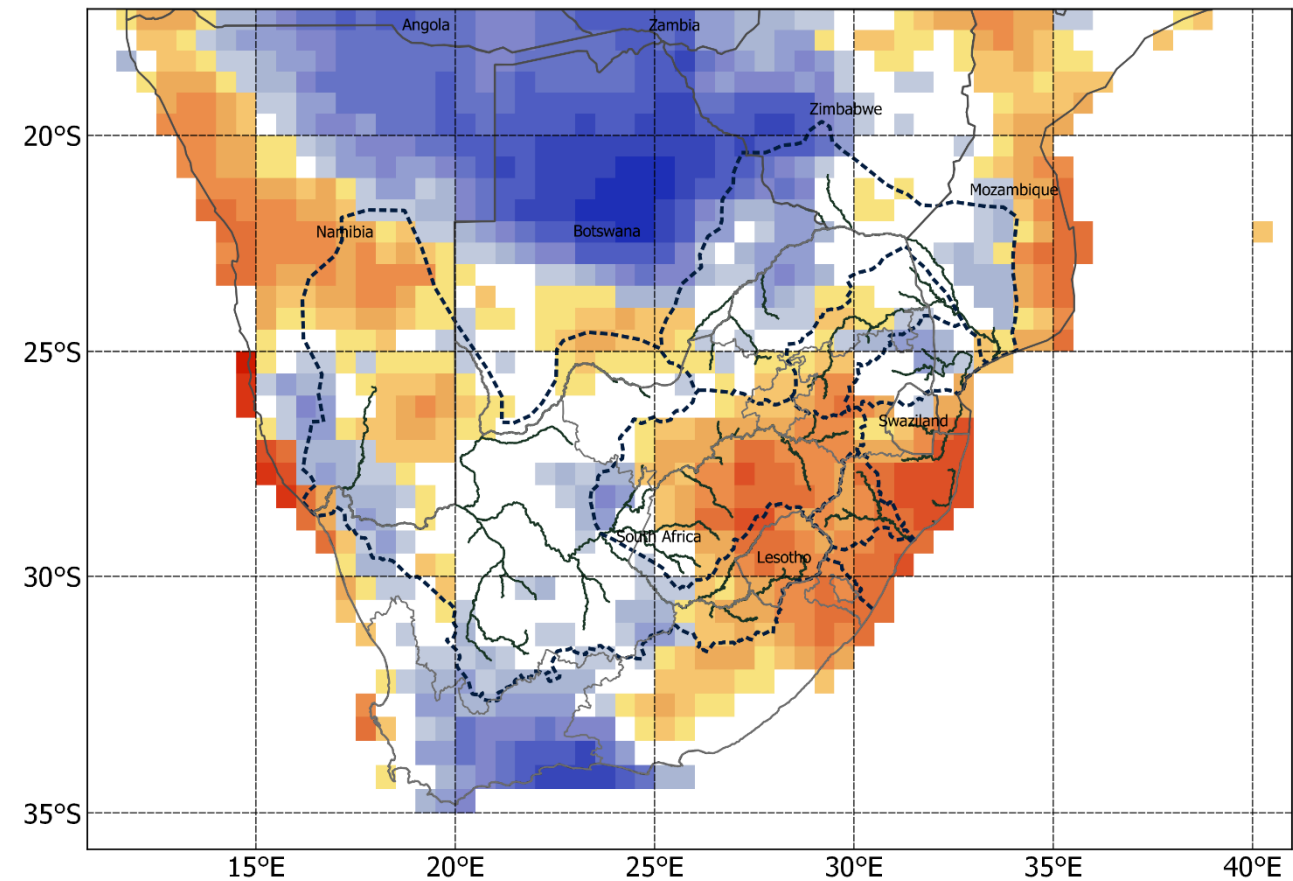 Angola
Zambia
Zimbabwe
20°S
Mozambique
Namibia
Botswana
25°S
Swaziland
South Africa
Lesotho
30°S
35°S
15°E
20°E
25°E
30°E
35°E
40°E